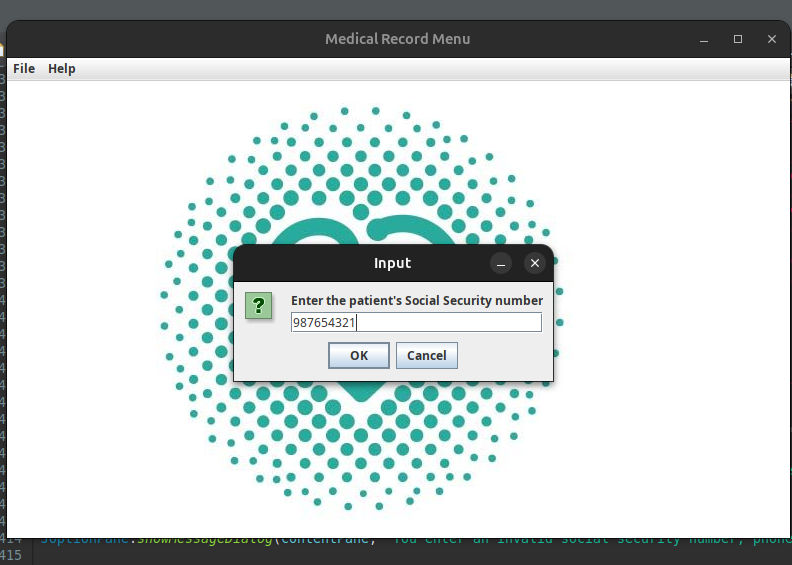 Medical Record Menu
File Help
Input
?
Enter the patient's Social Security number
987654321
OK Cancel
414 JOptionPane.showMessageDialog(contentPane, "You enter an invalid social security number, phone
415